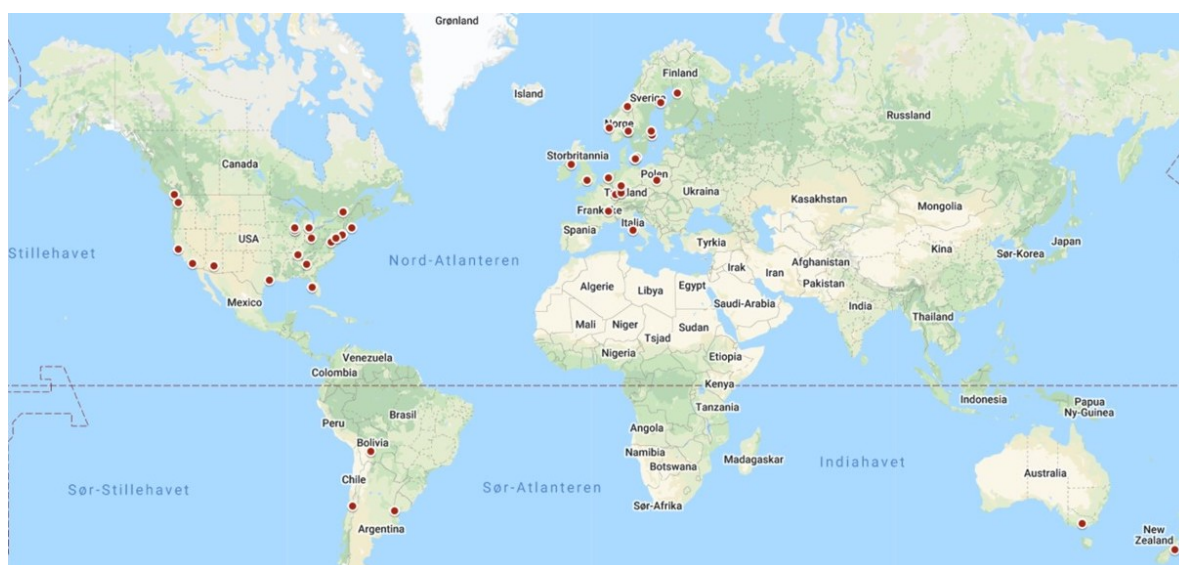 Grønland
Island
Finland
Sverige
Norge
Russland
Canada
Storbritannia
Polen
Ukraina
Kasakhstan
Mongolia
Frankrike
Italia
Spania
Tyrkia
USA
Stillehavet
Nord-Atlanteren
Kina
Japan
Sør-Korea
Afghanistan
Irak
Iran
Pakistan
Algerie
Libya
Egypt
Saudi-Arabia
India
Mexico
Thailand
Mali
Niger
Tsjad
Sudan
Nigeria
Etiopia
Venezuela
Colombia
Kenya
Indonesia
Papua
Ny-Guinea
Tanzania
Peru
Brasil
Angola
Bolivia
Namibia
Botswana
Madagaskar
Indiahavet
Australia
Chile
Sør-Stillehavet
Sør-Atlanteren
Sør-Afrika
Argentina
New
Zealand